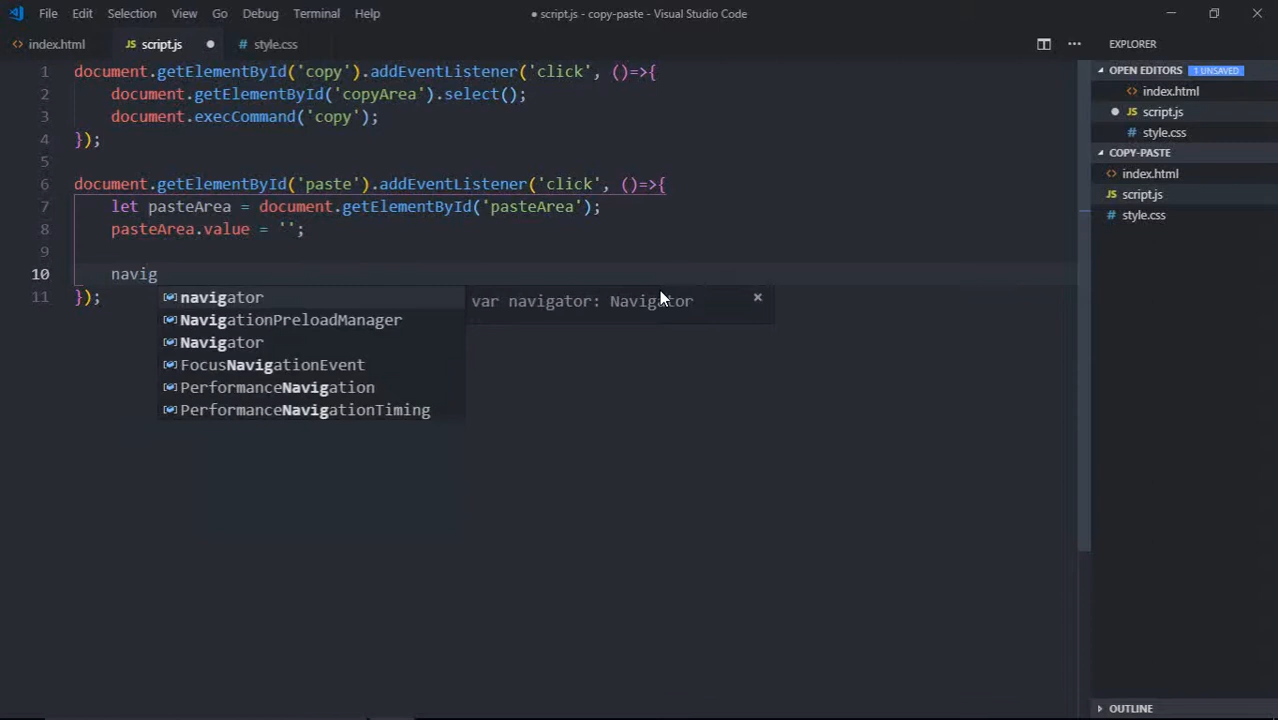 File Edit Selection View Go Debug Terminal Help ● script.js - copy-paste - Visual Studio Code
<> index.html JS script.js ● style.css
EXPLORER
OPEN EDITORS 1 UNSAVED
<> index.html
● JS script.js
style.css
COPY-PASTE
<> index.html
JS script.js
style.css
OUTLINE
1 document.getElementById('copy').addEventListener('click', ()=>{
2 document.getElementById('copyArea').select();
3 document.execCommand('copy');
4 });
5
6 document.getElementById('paste').addEventListener('click', ()=>{
7 let pasteArea = document.getElementById('pasteArea');
8 pasteArea.value = '';
9
10 navig
11 });
navigator
NavigationPreloadManager
Navigator
FocusNavigationEvent
PerformanceNavigation
PerformanceNavigationTiming
var navigator: Navigator